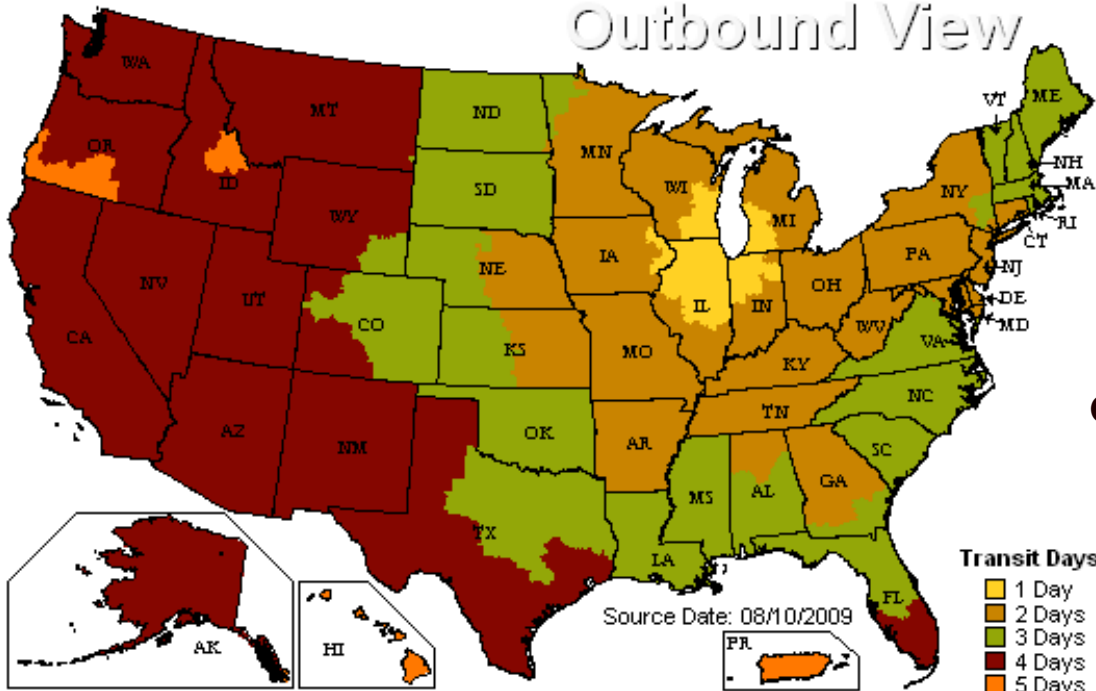 Outbound View
WA
MT
ND
MN
VT
ME
OR
ID
SD
WI
MI
NY
NH
MA
RI
CT
WY
NE
IA
PA
NJ
NV
UT
CO
IL
IN
OH
DE
MD
WV
VA
CA
KS
MO
KY
NC
TN
AZ
NM
OK
AR
SC
MS
AL
GA
TX
LA
FL
AK
HI
PR
Source Date: 08/10/2009
Transit Days
1 Day
2 Days
3 Days
4 Days
5 Days